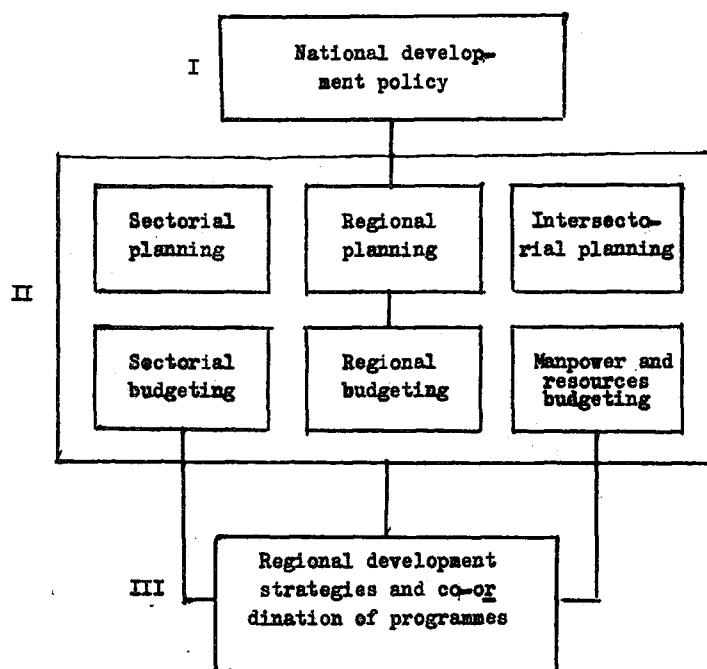 I
National develop-
ment policy
II
Sectorial
planning
Regional
planning
Intersecto-
rial planning
Sectorial
budgeting
Regional
budgeting
Manpower and
resources
budgeting
III
Regional development
strategies and co-or
dination of programmes